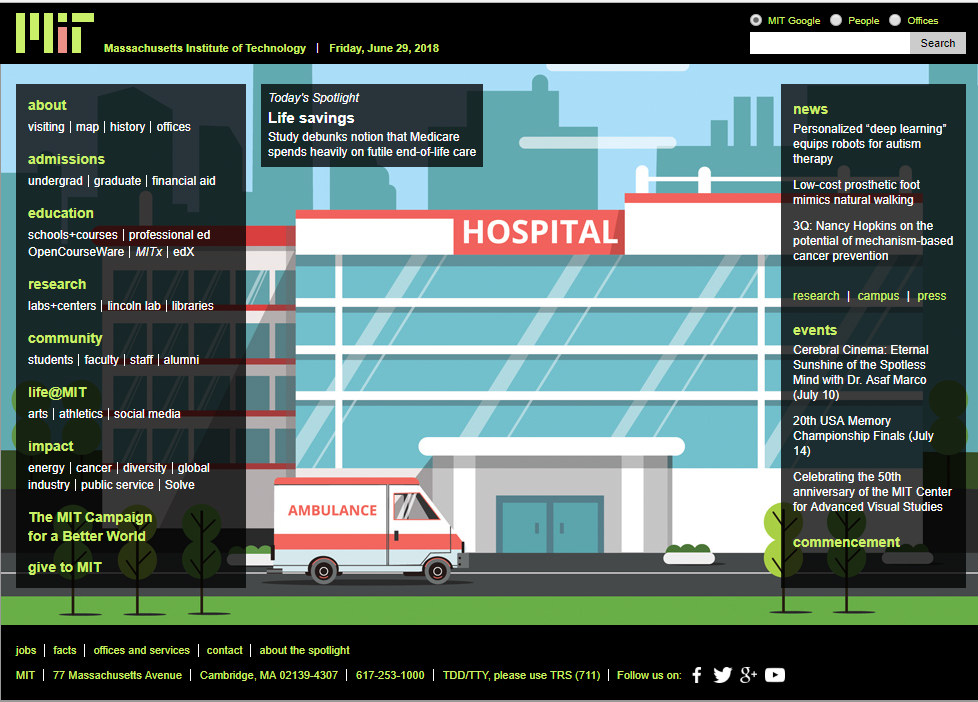 MIT
Massachusetts Institute of Technology | Friday, June 29, 2018
MIT Google People Offices
Search
about
visiting | map | history | offices
admissions
undergrad | graduate | financial aid
education
schools+courses | professional ed
OpenCourseWare | MITx | edX
research
labs+centers | lincoln lab | libraries
community
students | faculty | staff | alumni
life@MIT
arts | athletics | social media
impact
energy | cancer | diversity | global
industry | public service | Solve
The MIT Campaign
for a Better World
give to MIT
Today's Spotlight
Life savings
Study debunks notion that Medicare
spends heavily on futile end-of-life care
HOSPITAL
AMBULANCE
news
Personalized “deep learning”
equips robots for autism
therapy
Low-cost prosthetic foot
mimics natural walking
3Q: Nancy Hopkins on the
potential of mechanism-based
cancer prevention
research | campus | press
events
Cerebral Cinema: Eternal
Sunshine of the Spotless
Mind with Dr. Asaf Marco
(July 10)
20th USA Memory
Championship Finals (July
14)
Celebrating the 50th
anniversary of the MIT Center
for Advanced Visual Studies
commencement
jobs | facts | offices and services | contact | about the spotlight
MIT | 77 Massachusetts Avenue | Cambridge, MA 02139-4307 | 617-253-1000 | TDD/TTY, please use TRS (711) | Follow us on: